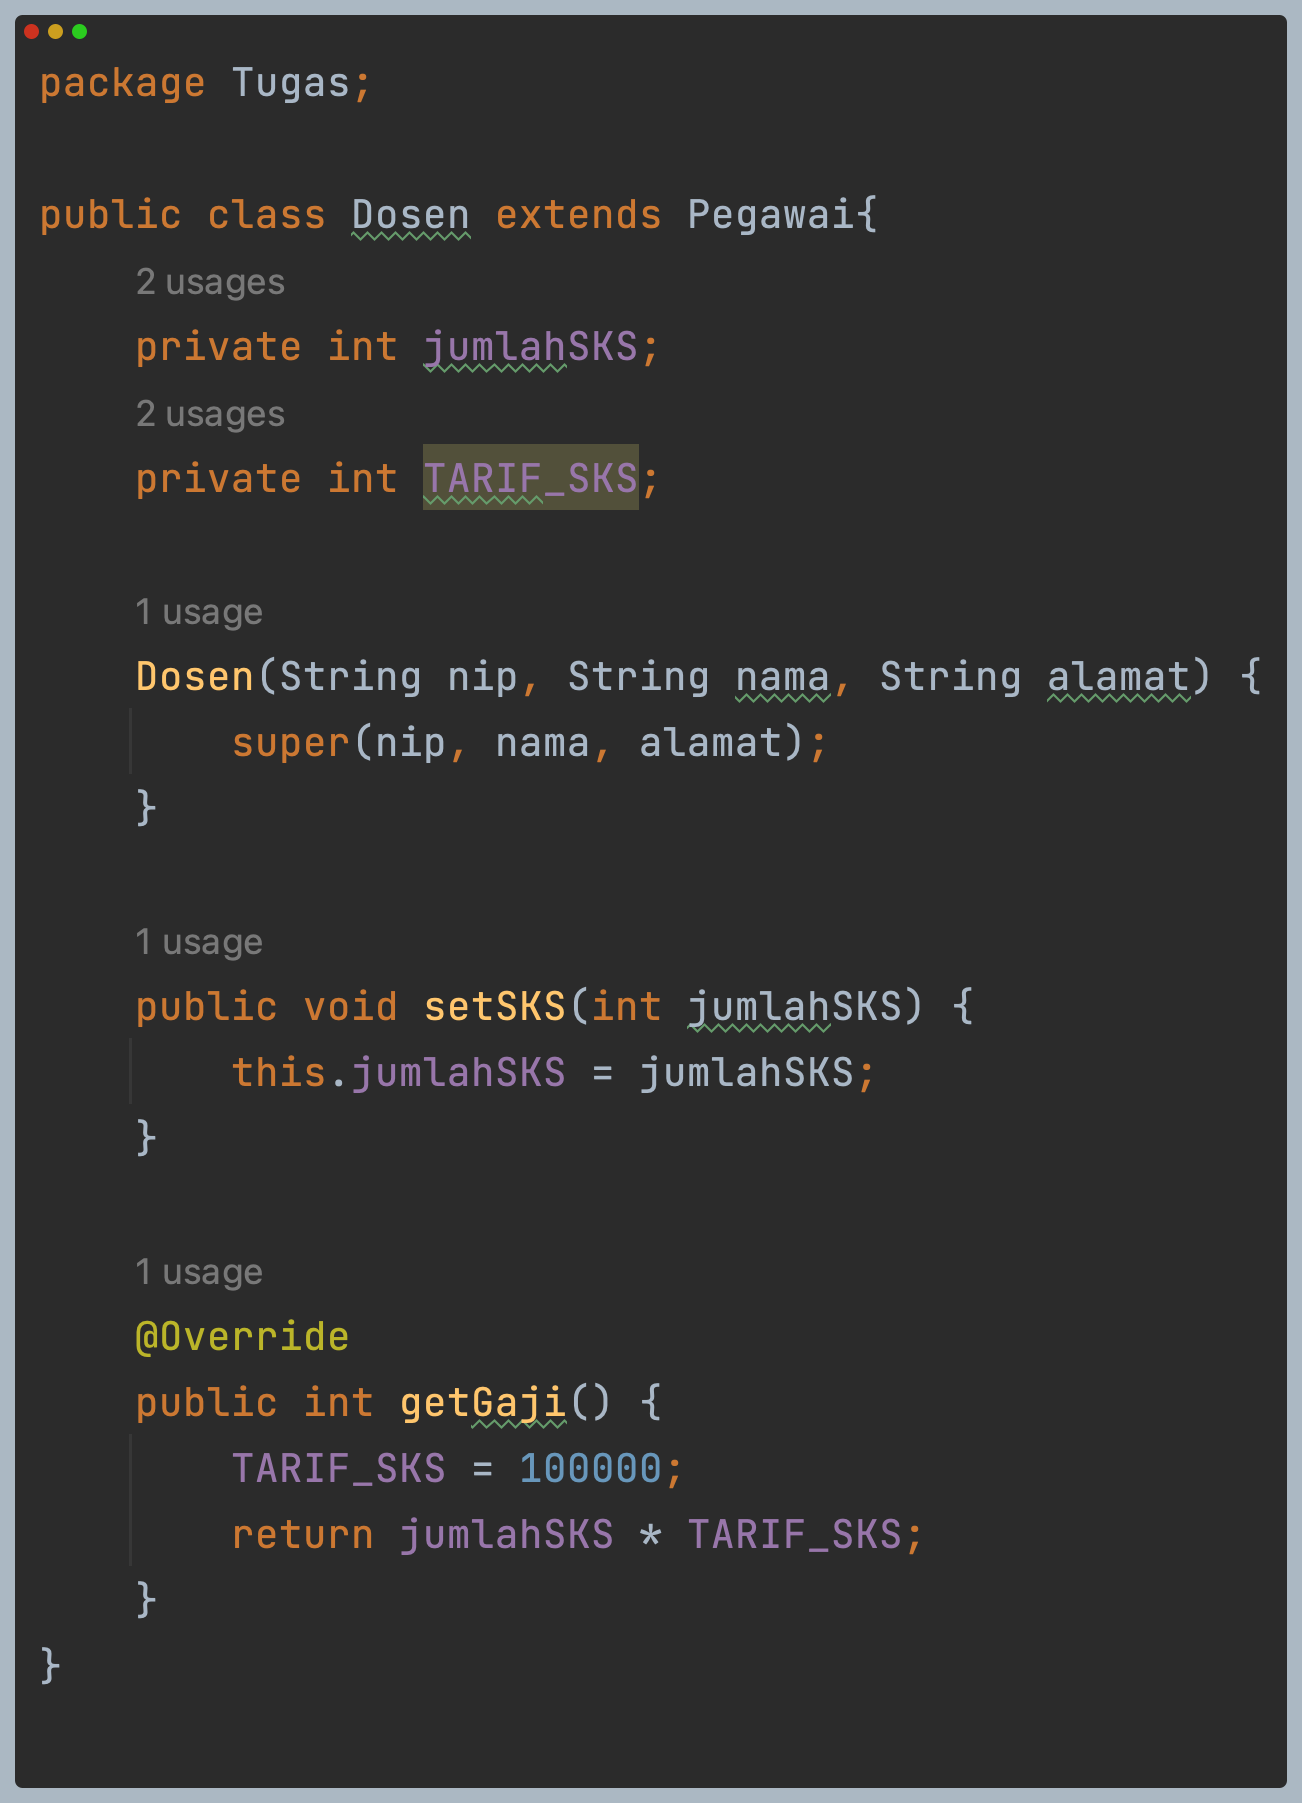 package Tugas;
public class Dosen extends Pegawai{
2 usages
private int jumlahSKS;
2 usages
private int TARIF_SKS;
1 usage
Dosen(String nip, String nama, String alamat) {
super(nip, nama, alamat);
}
1 usage
public void setSKS(int jumlahSKS) {
this.jumlahSKS = jumlahSKS;
}
1 usage
@Override
public int getGaji() {
TARIF_SKS = 100000;
return jumlahSKS * TARIF_SKS;
}
}